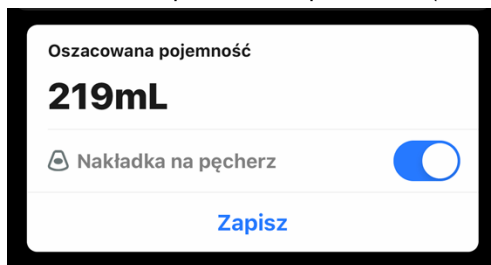 Oszacowana pojemność
219mL
Nakładka na pęcherz
Zapisz